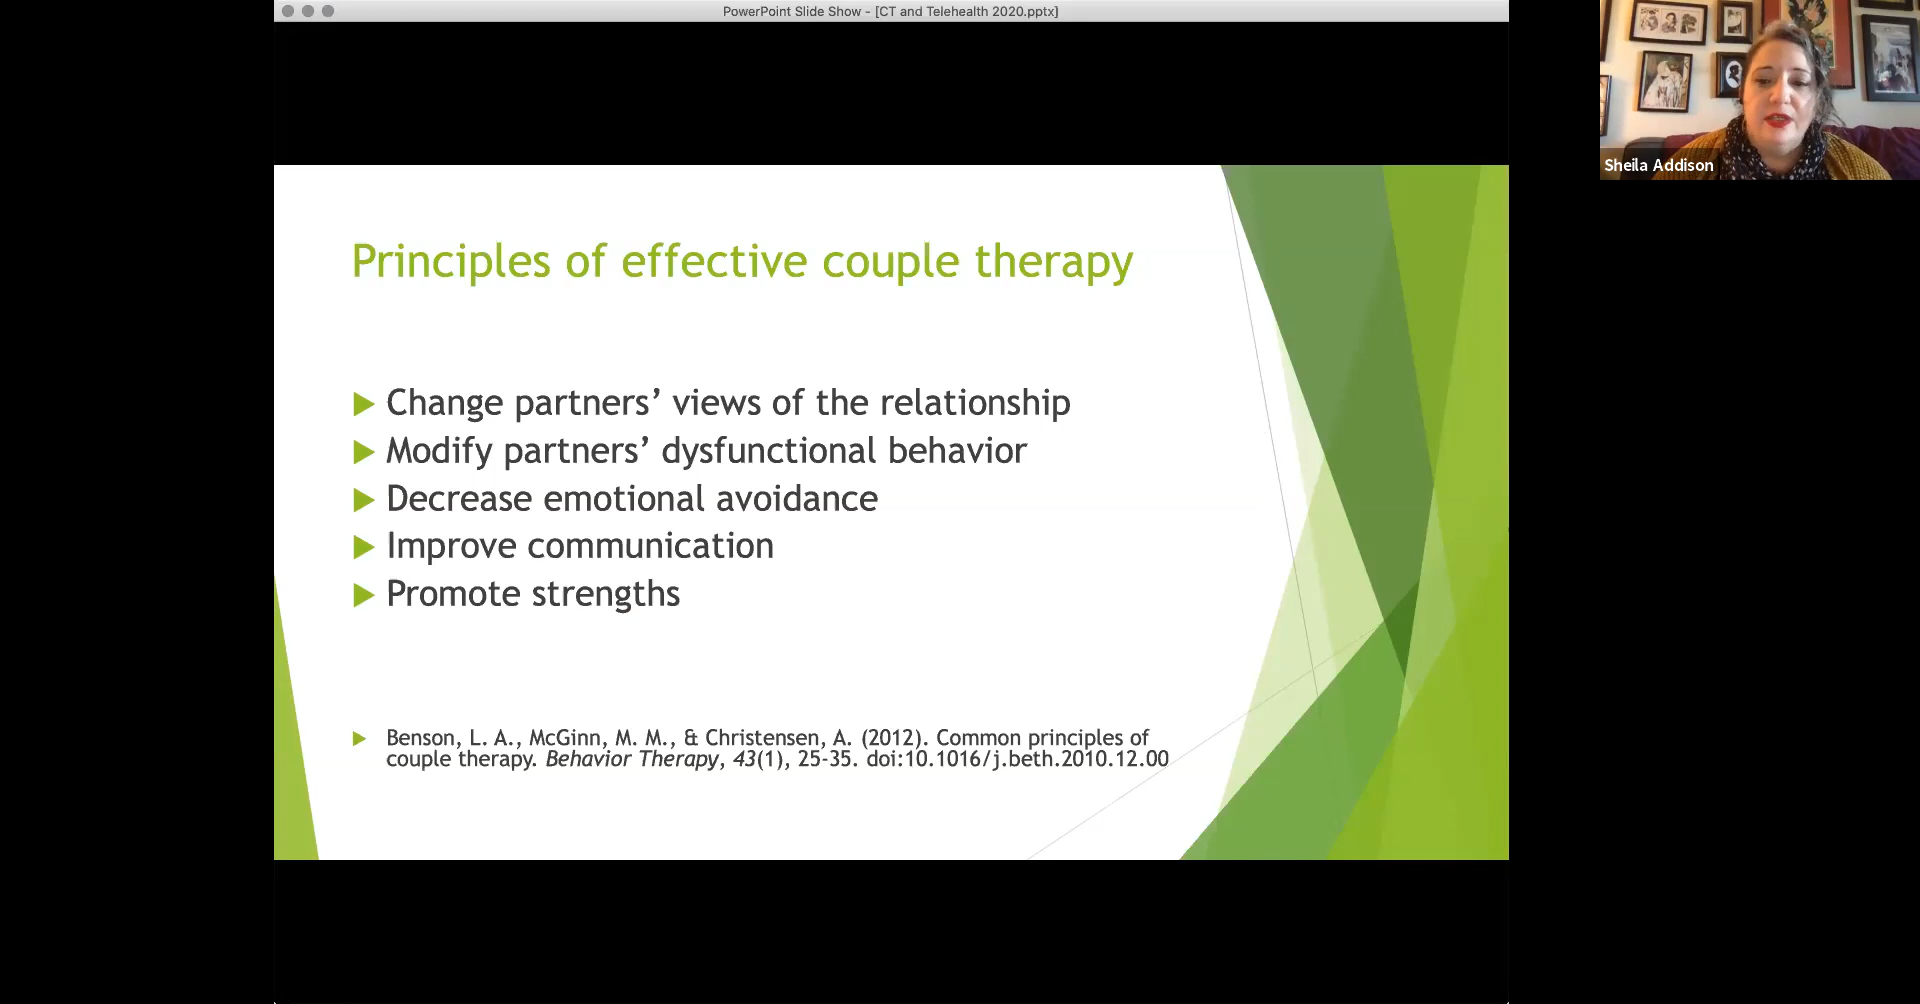 PowerPoint Slide Show - [CT and Telehealth 2020.pptx]
Sheila Addison
Principles of effective couple therapy
Change partners’ views of the relationship
Modify partners’ dysfunctional behavior
Decrease emotional avoidance
Improve communication
Promote strengths
Benson, L. A., McGinn, M. M., & Christensen, A. (2012). Common principles of
couple therapy. Behavior Therapy, 43(1), 25-35. doi:10.1016/j.beth.2010.12.00